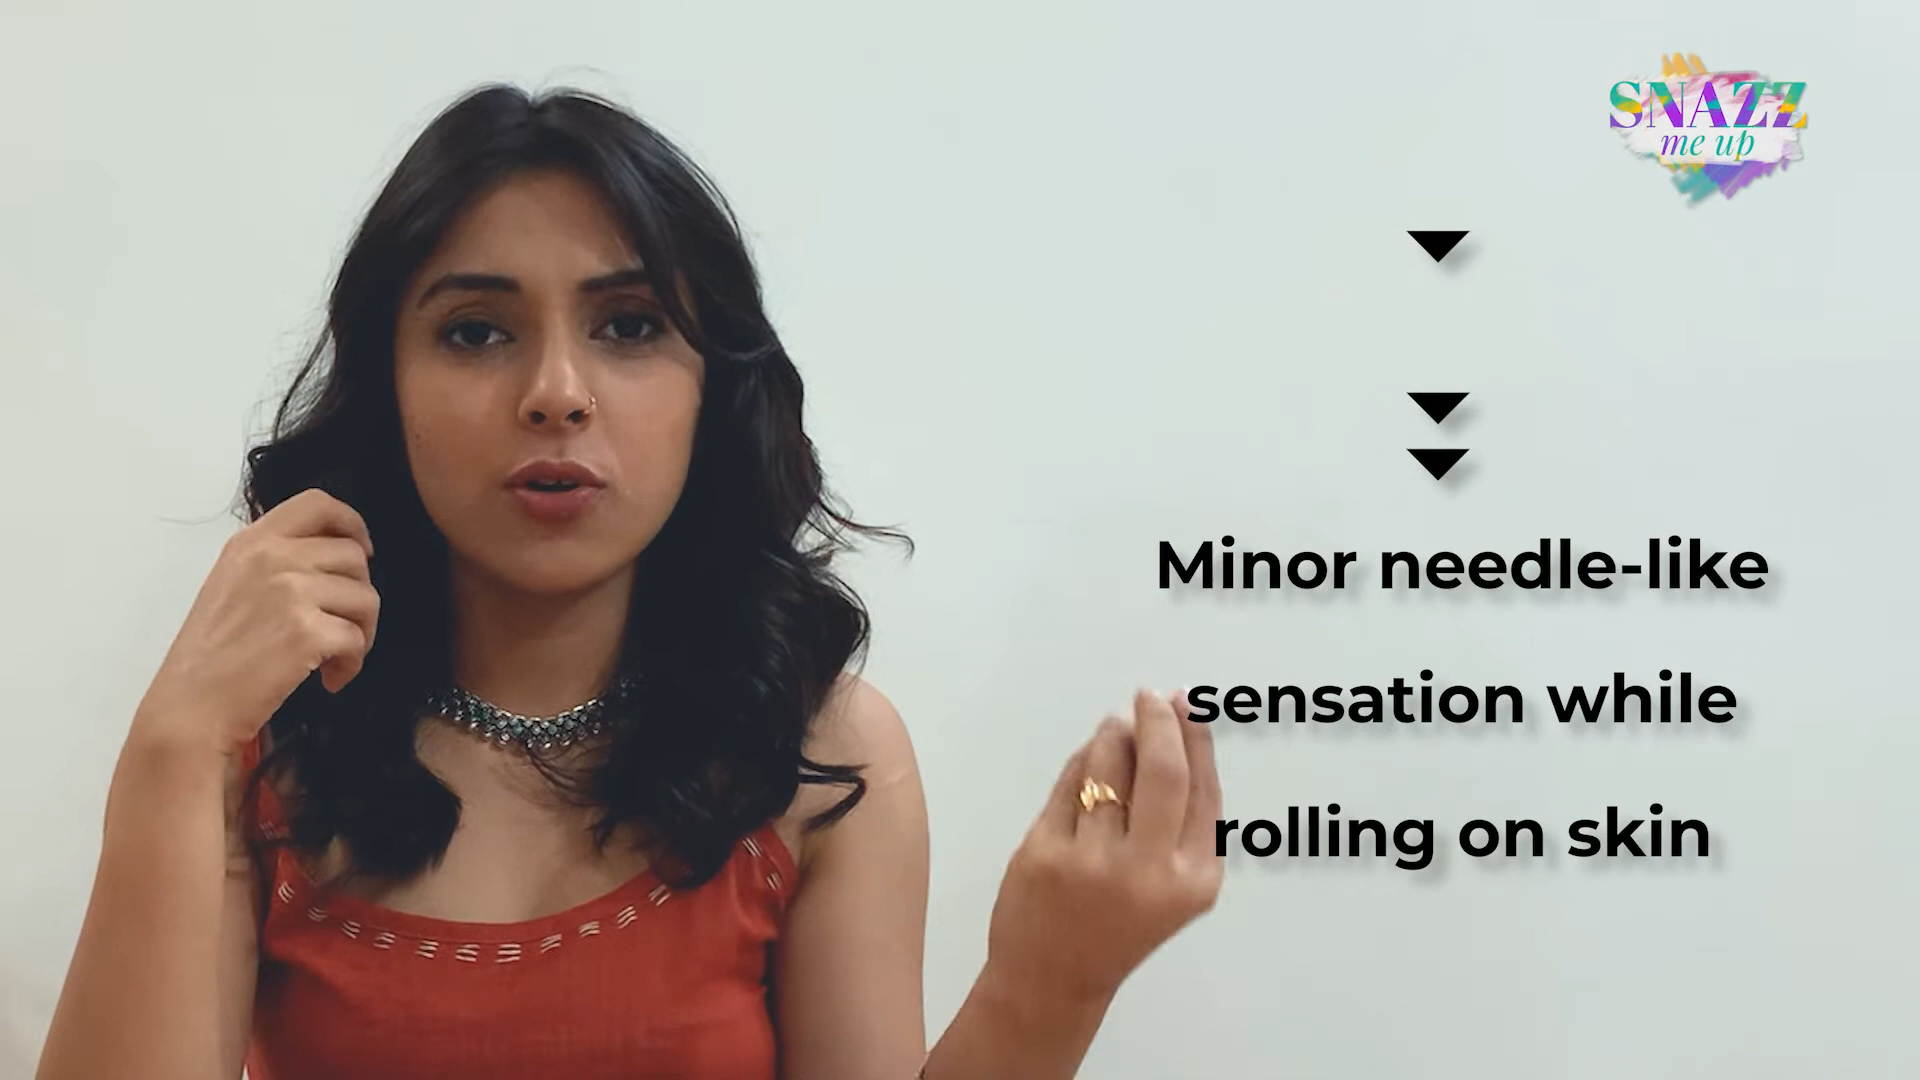 SNAZZ
me up
Minor needle-like
sensation while
rolling on skin